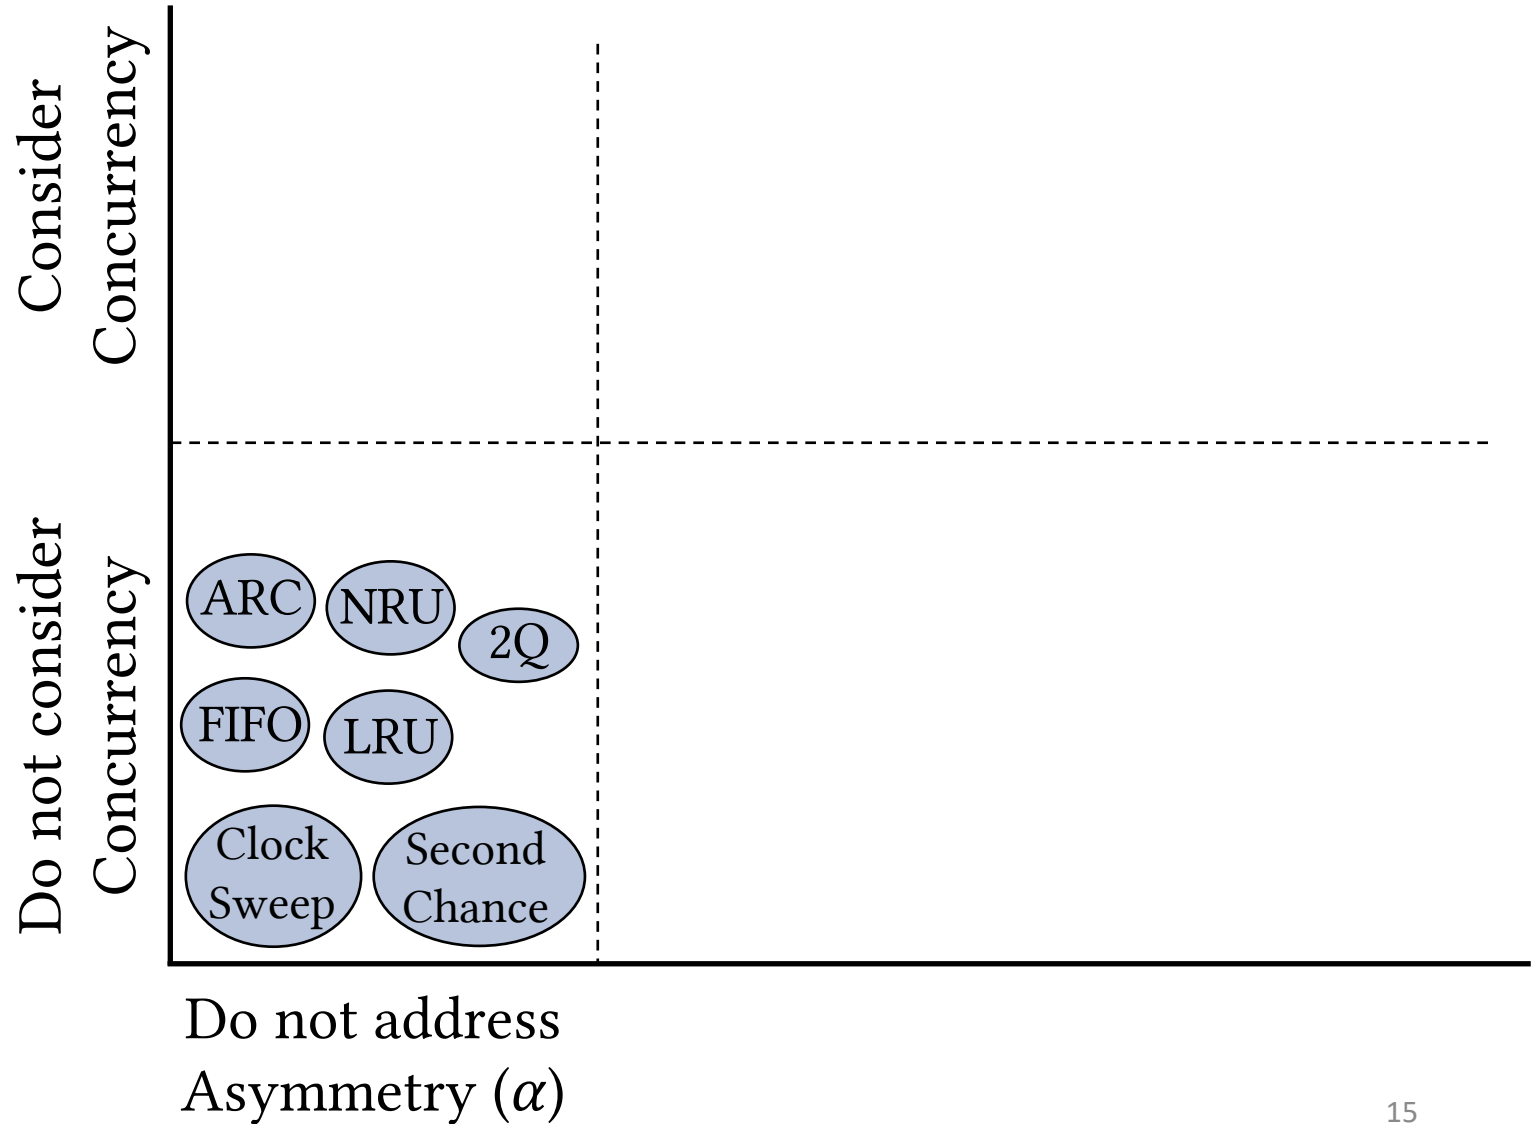 Consider
Concurrency
Do not consider
Concurrency
ARC
NRU
2Q
FIFO
LRU
Clock
Sweep
Second
Chance
Do not address
Asymmetry (α)
15